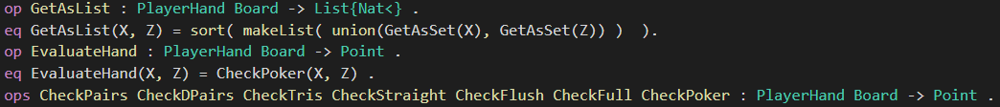 op GetAsList : PlayerHand Board -> List{Nat<} .
eq GetAsList(X, Z) = sort( makeList( union(GetAsSet(X), GetAsSet(Z)) )  ).
op EvaluateHand : PlayerHand Board -> Point .
eq EvaluateHand(X, Z) = CheckPoker(X, Z) .
ops CheckPairs CheckDPairs CheckTris CheckStraight CheckFlush CheckFull CheckPoker : PlayerHand Board -> Point .